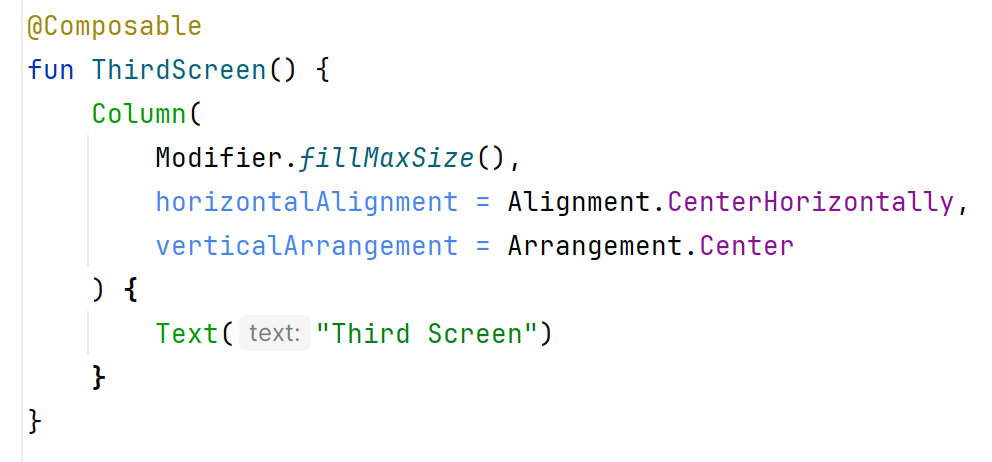 @Composable
fun ThirdScreen() {
    Column(
        Modifier.fillMaxSize(),
        horizontalAlignment = Alignment.CenterHorizontally,
        verticalArrangement = Arrangement.Center
    ) {
        Text( text: "Third Screen")
    }
}